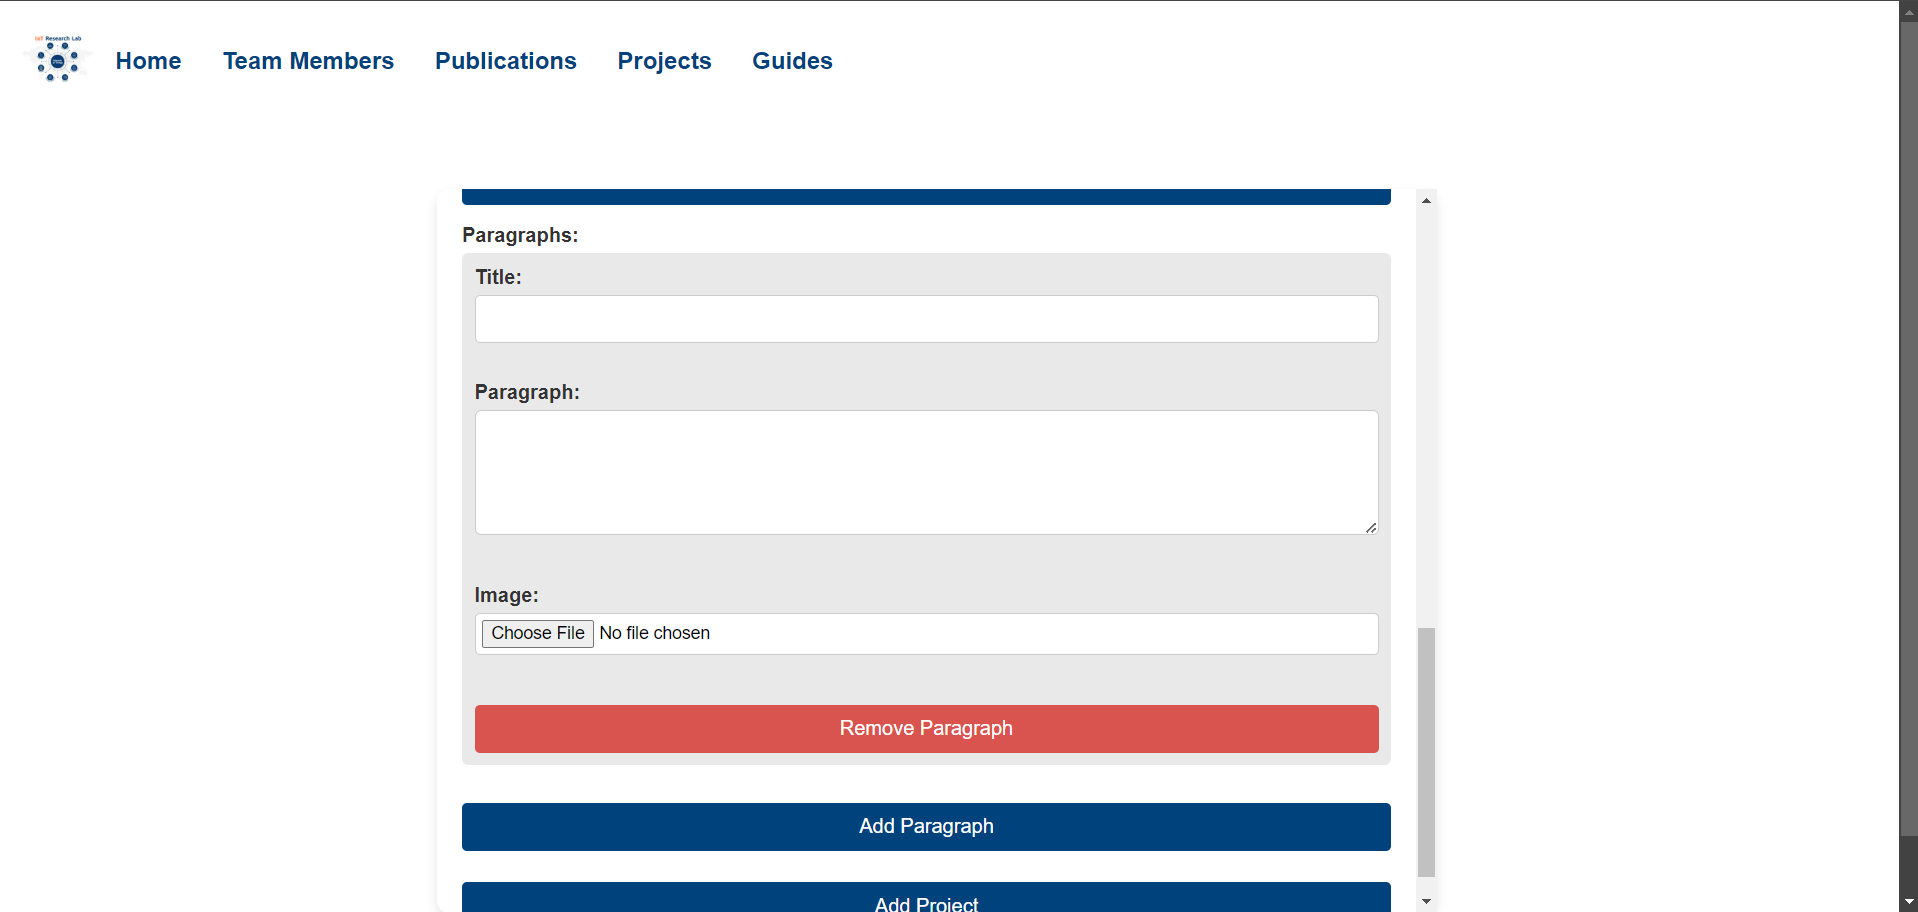 IoT Research Lab
Home Team Members Publications Projects Guides
Paragraphs:
Title:
Paragraph:
Image:
Choose File No file chosen
Remove Paragraph
Add Paragraph
Add Project